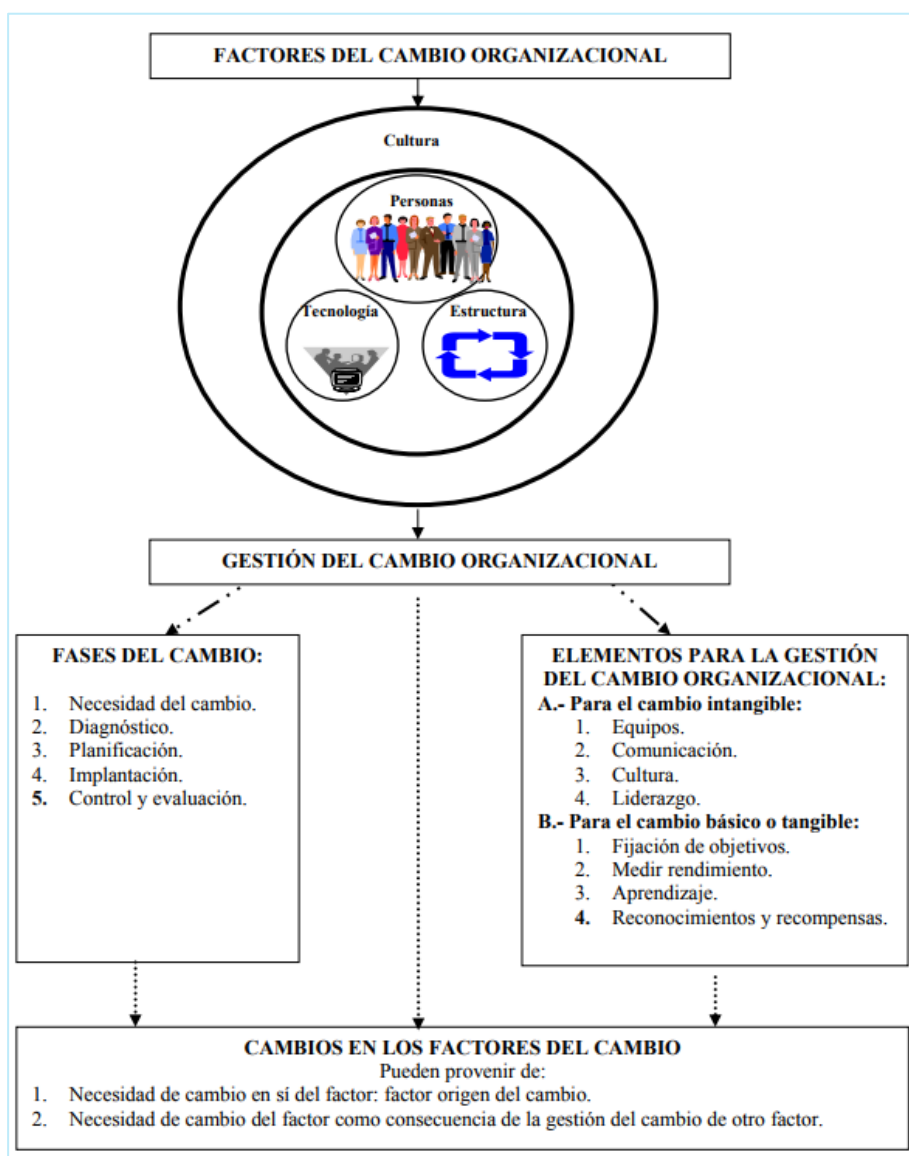 FACTORES DEL CAMBIO ORGANIZACIONAL
Cultura
Personas
Tecnología
Estructura
GESTIÓN DEL CAMBIO ORGANIZACIONAL
FASES DEL CAMBIO:
1. Necesidad del cambio.
2. Diagnóstico.
3. Planificación.
4. Implantación.
5. Control y evaluación.
ELEMENTOS PARA LA GESTIÓN
DEL CAMBIO ORGANIZACIONAL:
A.- Para el cambio intangible:
1. Equipos.
2. Comunicación.
3. Cultura.
4. Liderazgo.
B.- Para el cambio básico o tangible:
1. Fijación de objetivos.
2. Medir rendimiento.
3. Aprendizaje.
4. Reconocimientos y recompensas.
CAMBIOS EN LOS FACTORES DEL CAMBIO
Pueden provenir de:
1. Necesidad de cambio en sí del factor: factor origen del cambio.
2. Necesidad de cambio del factor como consecuencia de la gestión del cambio de otro factor.